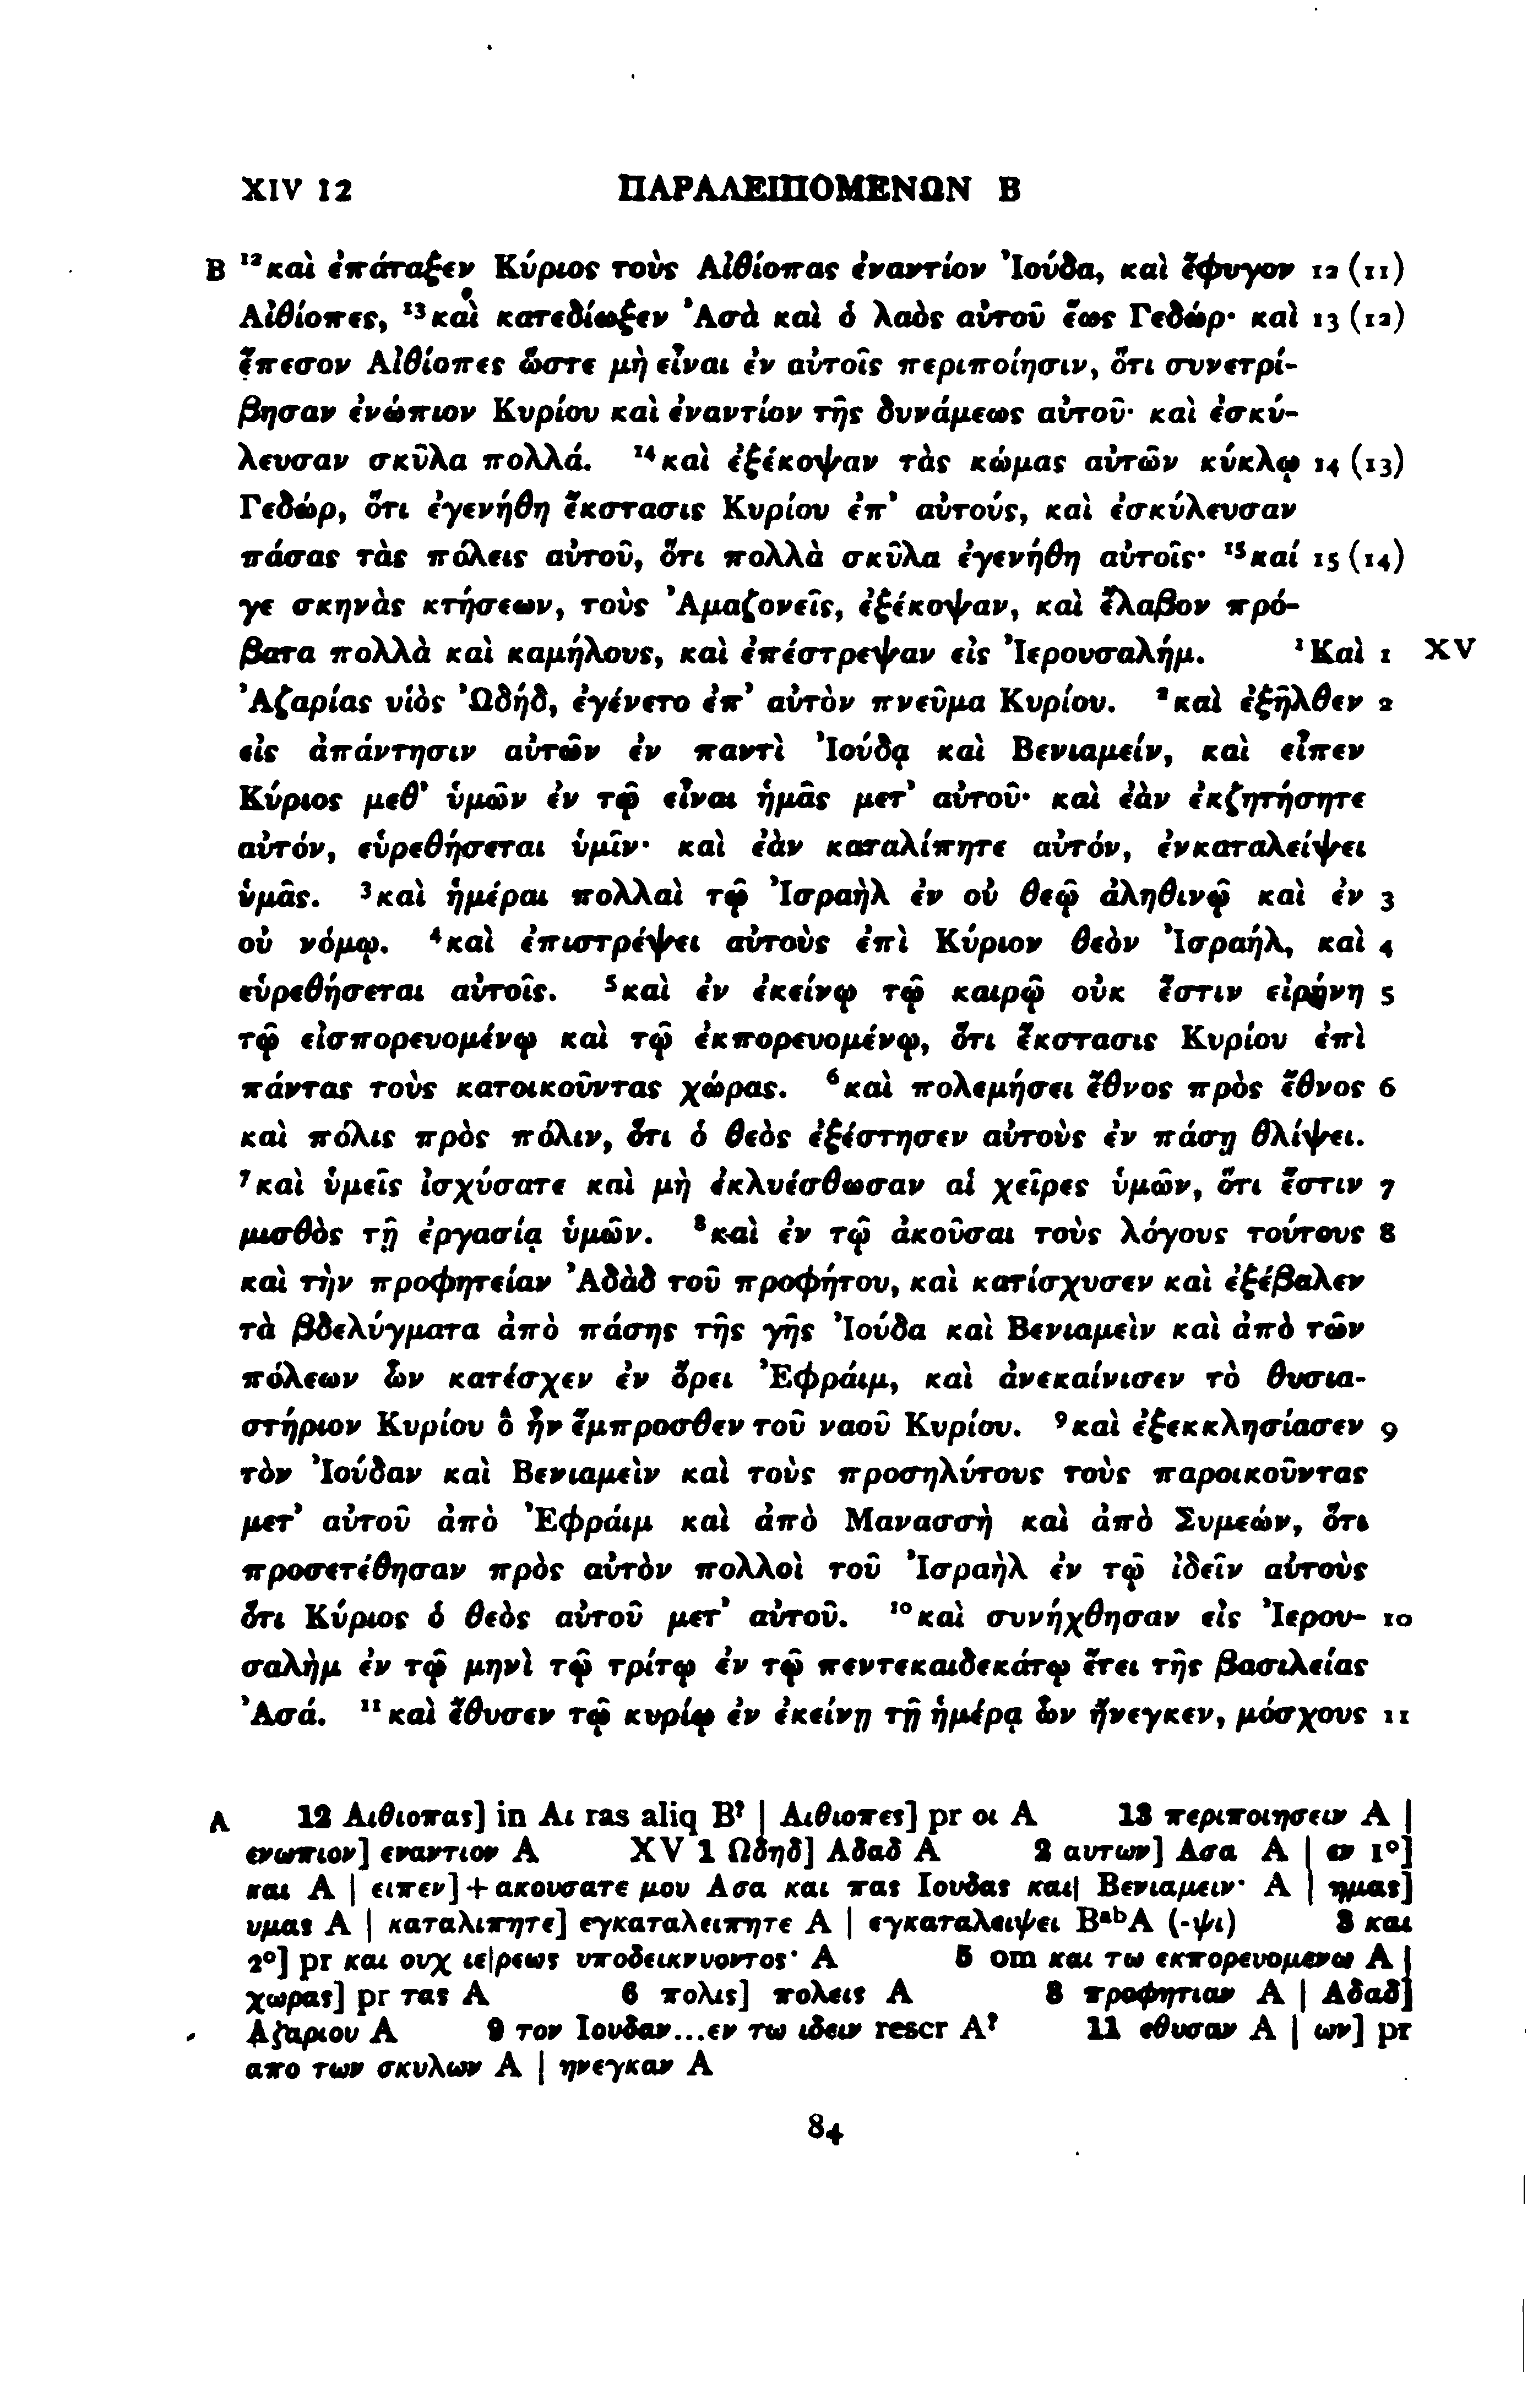 XIV 12 ΠΑΡΑΛΕΙΠΟΜΕΝΩΝ Β
B ¹²καὶ ἐπάταξεν Κύριος τοὺς Αἰθίοπας ἐναντίον Ἰούδα, καὶ ἔφυγον 12 (11)
Αἰθίοπες, ¹³καὶ κατεδίωξεν Ἀσὰ καὶ ὁ λαὸς αὐτοῦ ἕως Γεδώρ· καὶ 13 (12)
ἔπεσον Αἰθίοπες ὥστε μὴ εἶναι ἐν αὐτοῖς περιποίησιν, ὅτι συνετρί-
βησαν ἐνώπιον Κυρίου καὶ ἐναντίον τῆς δυνάμεως αὐτοῦ· καὶ ἐσκύ-
λευσαν σκῦλα πολλά. ¹⁴καὶ ἐξέκοψαν τὰς κώμας αὐτῶν κύκλῳ 14 (13)
Γεδώρ, ὅτι ἐγενήθη ἔκστασις Κυρίου ἐπ᾽ αὐτούς, καὶ ἐσκύλευσαν
πάσας τὰς πόλεις αὐτοῦ, ὅτι πολλὰ σκῦλα ἐγενήθη αὐτοῖς· ¹⁵καί 15 (14)
γε σκηνὰς κτήσεων, τοὺς Ἀμαζονεῖς, ἐξέκοψαν, καὶ ἔλαβον πρό-
βατα πολλὰ καὶ καμήλους, καὶ ἐπέστρεψαν εἰς Ἰερουσαλήμ. ¹Καὶ 1 XV
Ἀζαρίας υἱὸς Ὠδήδ, ἐγένετο ἐπ᾽ αὐτὸν πνεῦμα Κυρίου. ²καὶ ἐξῆλθεν 2
εἰς ἀπάντησιν αὐτῶν ἐν παντὶ Ἰούδᾳ καὶ Βενιαμείν, καὶ εἶπεν
Κύριος μεθ᾽ ὑμῶν ἐν τῷ εἶναι ἡμᾶς μετ᾽ αὐτοῦ· καὶ ἐὰν ἐκζητήσητε
αὐτόν, εὑρεθήσεται ὑμῖν· καὶ ἐὰν καταλίπητε αὐτόν, ἐνκαταλείψει
ὑμᾶς. ³καὶ ἡμέραι πολλαὶ τῷ Ἰσραὴλ ἐν οὐ θεῷ ἀληθινῷ καὶ ἐν 3
οὐ νόμῳ. ⁴καὶ ἐπιστρέψει αὐτοὺς ἐπὶ Κύριον θεὸν Ἰσραήλ, καὶ 4
εὑρεθήσεται αὐτοῖς. ⁵καὶ ἐν ἐκείνῳ τῷ καιρῷ οὐκ ἔστιν εἰρήνη 5
τῷ εἰσπορευομένῳ καὶ τῷ ἐκπορευομένῳ, ὅτι ἔκστασις Κυρίου ἐπὶ
πάντας τοὺς κατοικοῦντας χώρας. ⁶καὶ πολεμήσει ἔθνος πρὸς ἔθνος 6
καὶ πόλις πρὸς πόλιν, ὅτι ὁ θεὸς ἐξέστησεν αὐτοὺς ἐν πάσῃ θλίψει.
⁷καὶ ὑμεῖς ἰσχύσατε καὶ μὴ ἐκλυέσθωσαν αἱ χεῖρες ὑμῶν, ὅτι ἔστιν 7
μισθὸς τῇ ἐργασίᾳ ὑμῶν. ⁸καὶ ἐν τῷ ἀκοῦσαι τοὺς λόγους τούτους 8
καὶ τὴν προφητείαν Ἀδὰδ τοῦ προφήτου, καὶ κατίσχυσεν καὶ ἐξέβαλεν
τὰ βδελύγματα ἀπὸ πάσης τῆς γῆς Ἰούδα καὶ Βενιαμεὶν καὶ ἀπὸ τῶν
πόλεων ὧν κατέσχεν ἐν ὄρει Ἐφράιμ, καὶ ἀνεκαίνισεν τὸ θυσια-
στήριον Κυρίου ὃ ἦν ἔμπροσθεν τοῦ ναοῦ Κυρίου. ⁹καὶ ἐξεκκλησίασεν 9
τὸν Ἰούδαν καὶ Βενιαμεὶν καὶ τοὺς προσηλύτους τοὺς παροικοῦντας
μετ᾽ αὐτοῦ ἀπὸ Ἐφράιμ καὶ ἀπὸ Μανασσὴ καὶ ἀπὸ Συμεών, ὅτι
προσετέθησαν πρὸς αὐτὸν πολλοὶ τοῦ Ἰσραὴλ ἐν τῷ ἰδεῖν αὐτοὺς
ὅτι Κύριος ὁ θεὸς αὐτοῦ μετ᾽ αὐτοῦ. ¹⁰καὶ συνήχθησαν εἰς Ἰερου- 10
σαλὴμ ἐν τῷ μηνὶ τῷ τρίτῳ ἐν τῷ πεντεκαιδεκάτῳ ἔτει τῆς βασιλείας
Ἀσά. ¹¹καὶ ἔθυσεν τῷ κυρίῳ ἐν ἐκείνῃ τῇ ἡμέρᾳ ὧν ἤνεγκεν, μόσχους 11
A 12 Αιθιοπας] in Αι ras aliq B? | Αιθιοπες] pr οι A 13 περιποιησειν A |
ενωπιον] εναντιον A XV 1 Ωδηδ] Αδαδ A 2 αυτων] Ασα A | εν 1°]
και A | ειπεν]+ακουσατε μου Ασα και πας Ιουδας και| Βενιαμειν· A | ημας]
υμας A | καταλιπητε] εγκαταλειπητε A | εγκαταλειψει BᵃᵇA (-ψι) 3 και
2°] pr και ουχ ιε|ρεως υποδεικνυοντος· A 5 om και τω εκπορευομενω A |
χωρας] pr τας A 6 πολις] πολεις A 8 προφητιαν A | Αδαδ]
Αζαριου A 9 τον Ιουδαν...εν τω ιδειν rescr A? 11 εθυσαν A | ων] pr
απο των σκυλων A | ηνεγκαν A
84